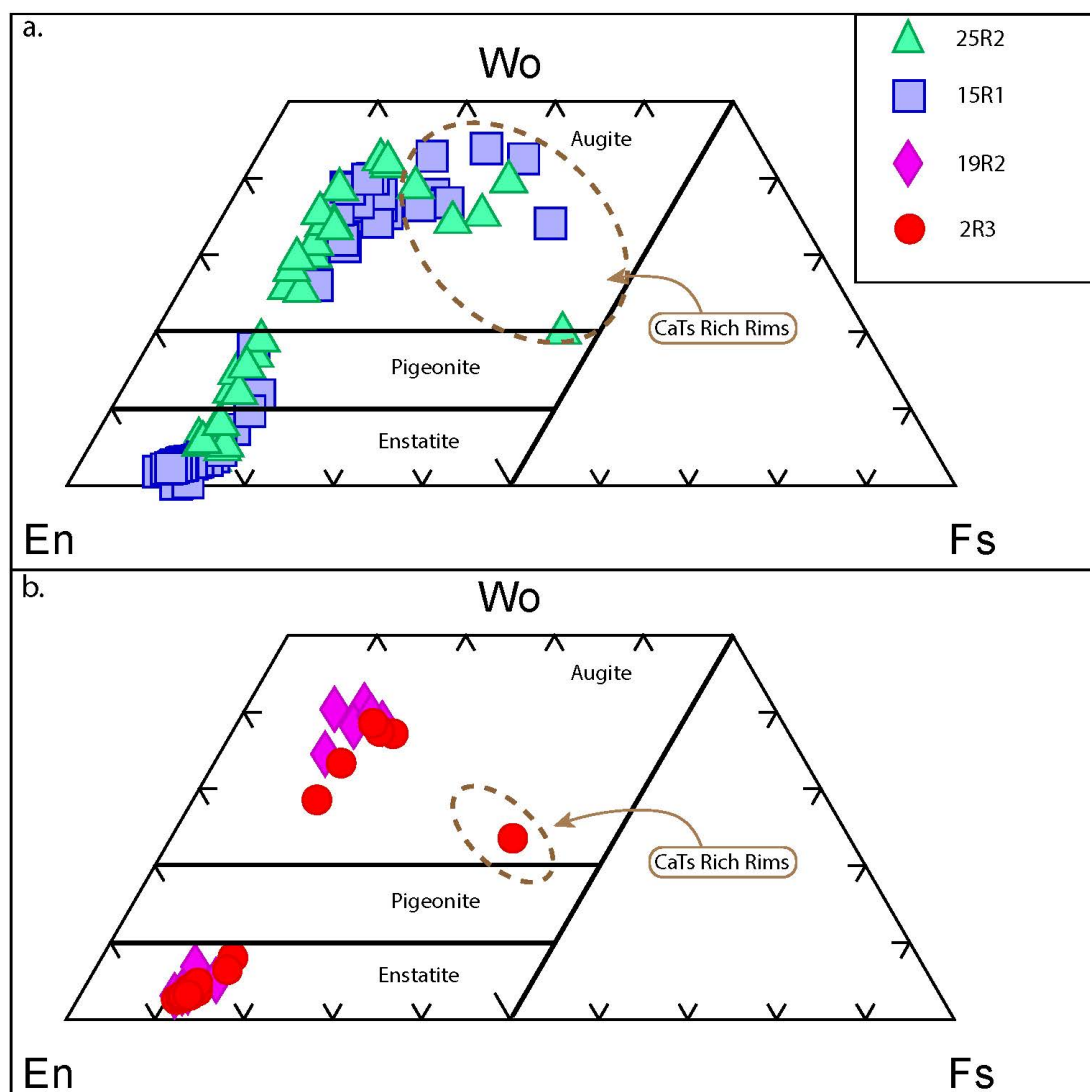 a.
Wo
Augite
25R2
15R1
19R2
2R3
CaTs Rich Rims
Pigeonite
Enstatite
En
Fs
b.
Wo
Augite
CaTs Rich Rims
Pigeonite
Enstatite
En
Fs